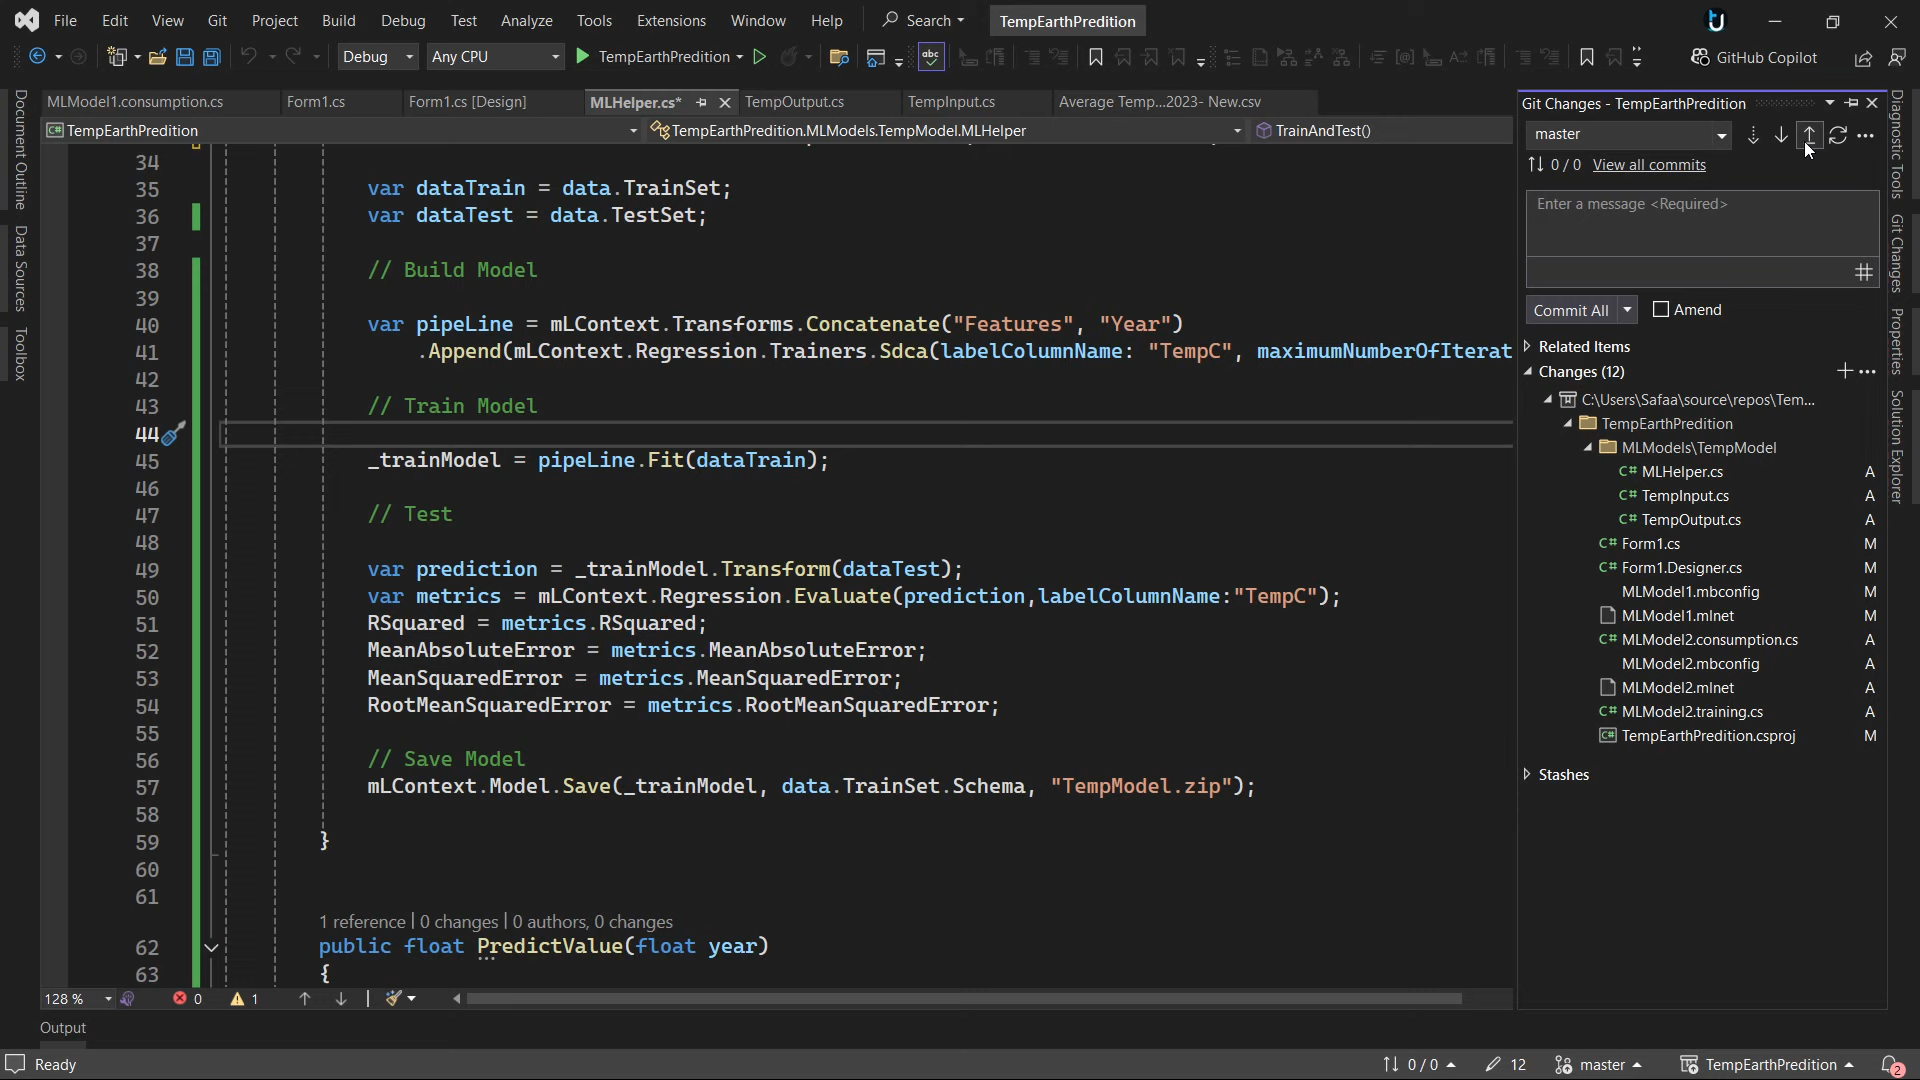 File Edit View Git Project Build Debug Test Analyze Tools Extensions Window Help Search TempEarthPredition
Debug Any CPU TempEarthPredition GitHub Copilot
MLModel1.consumption.cs Form1.cs Form1.cs [Design] MLHelper.cs* TempOutput.cs TempInput.cs Average Temp...2023- New.csv
TempEarthPredition TempEarthPredition.MLModels.TempModel.MLHelper TrainAndTest()
Document Outline
Data Sources
Toolbox
34
35 var dataTrain = data.TrainSet;
36 var dataTest = data.TestSet;
37
38 // Build Model
39
40 var pipeLine = mLContext.Transforms.Concatenate("Features", "Year")
41 .Append(mLContext.Regression.Trainers.Sdca(labelColumnName: "TempC", maximumNumberOfIterat
42
43 // Train Model
44
45 _trainModel = pipeLine.Fit(dataTrain);
46
47 // Test
48
49 var prediction = _trainModel.Transform(dataTest);
50 var metrics = mLContext.Regression.Evaluate(prediction,labelColumnName:"TempC");
51 RSquared = metrics.RSquared;
52 MeanAbsoluteError = metrics.MeanAbsoluteError;
53 MeanSquaredError = metrics.MeanSquaredError;
54 RootMeanSquaredError = metrics.RootMeanSquaredError;
55
56 // Save Model
57 mLContext.Model.Save(_trainModel, data.TrainSet.Schema, "TempModel.zip");
58
59 }
60
61
1 reference | 0 changes | 0 authors, 0 changes
62 public float PredictValue(float year)
63 {
128 % 0 1
Output
Git Changes - TempEarthPredition
master
0 / 0 View all commits
Enter a message <Required>
Commit All Amend
Related Items
Changes (12)
C:\Users\Safaa\source\repos\Tem...
TempEarthPredition
MLModels\TempModel
C# MLHelper.cs A
C# TempInput.cs A
C# TempOutput.cs A
C# Form1.cs M
C# Form1.Designer.cs M
MLModel1.mbconfig M
MLModel1.mlnet M
C# MLModel2.consumption.cs A
MLModel2.mbconfig A
MLModel2.mlnet A
C# MLModel2.training.cs A
C# TempEarthPredition.csproj M
Stashes
Diagnostic Tools
Git Changes
Properties
Solution Explorer
Ready 0 / 0 12 master TempEarthPredition 2